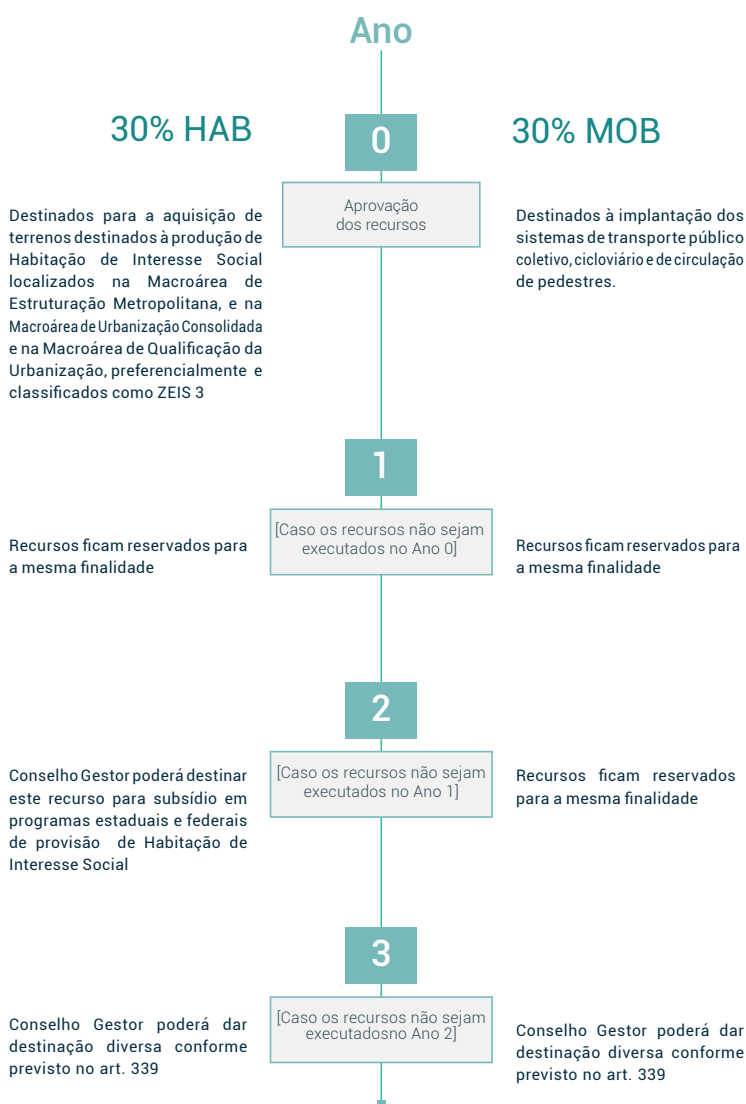 Ano
30% HAB
0
30% MOB
Aprovação
dos recursos
Destinados para a aquisição de
terrenos destinados à produção de
Habitação de Interesse Social
localizados na Macroárea de
Estruturação Metropolitana, e na
Macroárea de Urbanização Consolidada
e na Macroárea de Qualificação da
Urbanização, preferencialmente e
classificados como ZEIS 3
Destinados à implantação dos
sistemas de transporte público
coletivo, cicloviário e de circulação
de pedestres.
1
[Caso os recursos não sejam
executados no Ano 0]
Recursos ficam reservados para
a mesma finalidade
Recursos ficam reservados para
a mesma finalidade
2
[Caso os recursos não sejam
executados no Ano 1]
Conselho Gestor poderá destinar
este recurso para subsídio em
programas estaduais e federais
de provisão de Habitação de
Interesse Social
Recursos ficam reservados
para a mesma finalidade
3
[Caso os recursos não sejam
executadosno Ano 2]
Conselho Gestor poderá dar
destinação diversa conforme
previsto no art. 339
Conselho Gestor poderá dar
destinação diversa conforme
previsto no art. 339